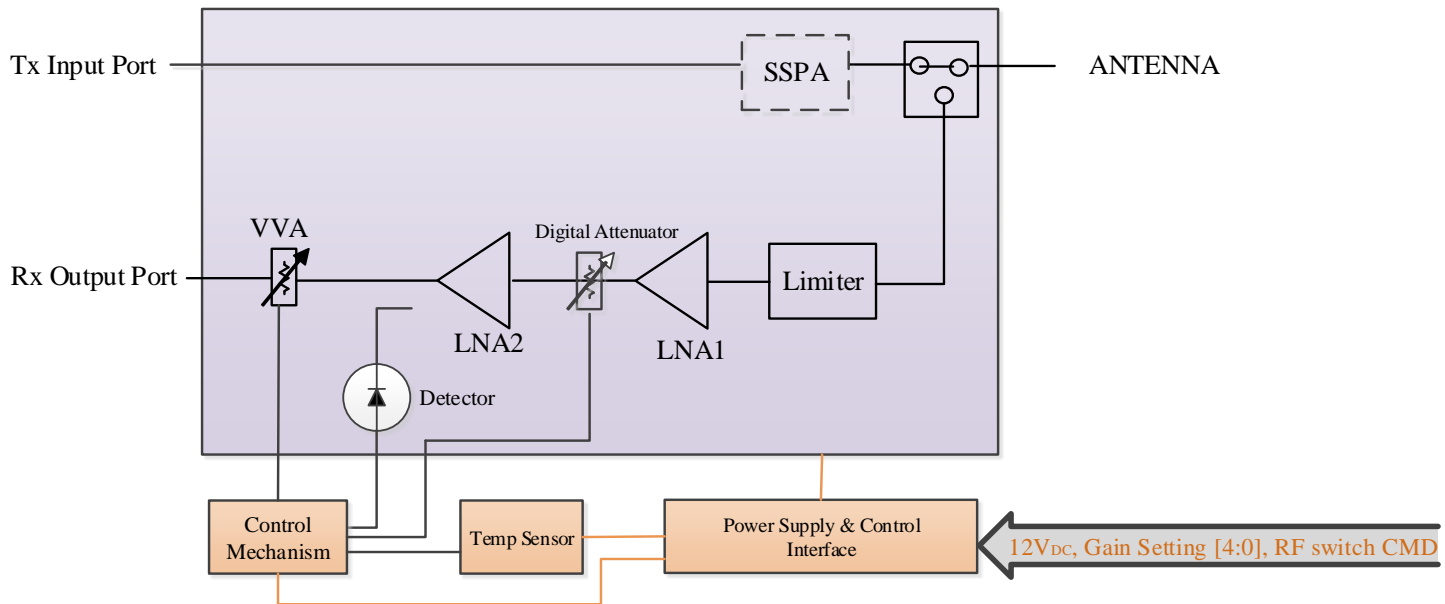 Tx Input Port
SSPA
ANTENNA
VVA
Digital Attenuator
Rx Output Port
Limiter
LNA2
LNA1
Detector
Control
Mechanism
Temp Sensor
Power Supply & Control
Interface
12VDC, Gain Setting [4:0], RF switch CMD